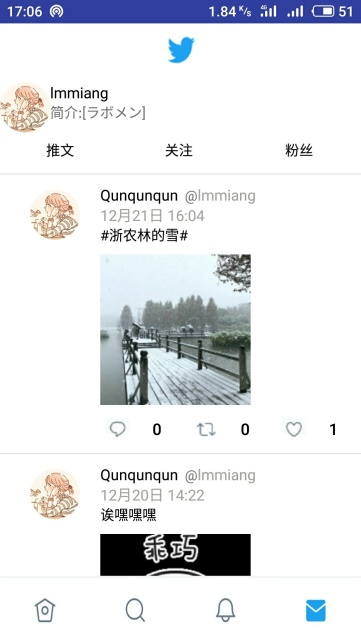 17:06 1.84 K/s 4G 51
lmmiang
简介:[ラボメン]
推文 关注 粉丝
Qunqunqun @lmmiang
12月21日 16:04
#浙农林的雪#
0 0 1
Qunqunqun @lmmiang
12月20日 14:22
诶嘿嘿嘿
乖巧